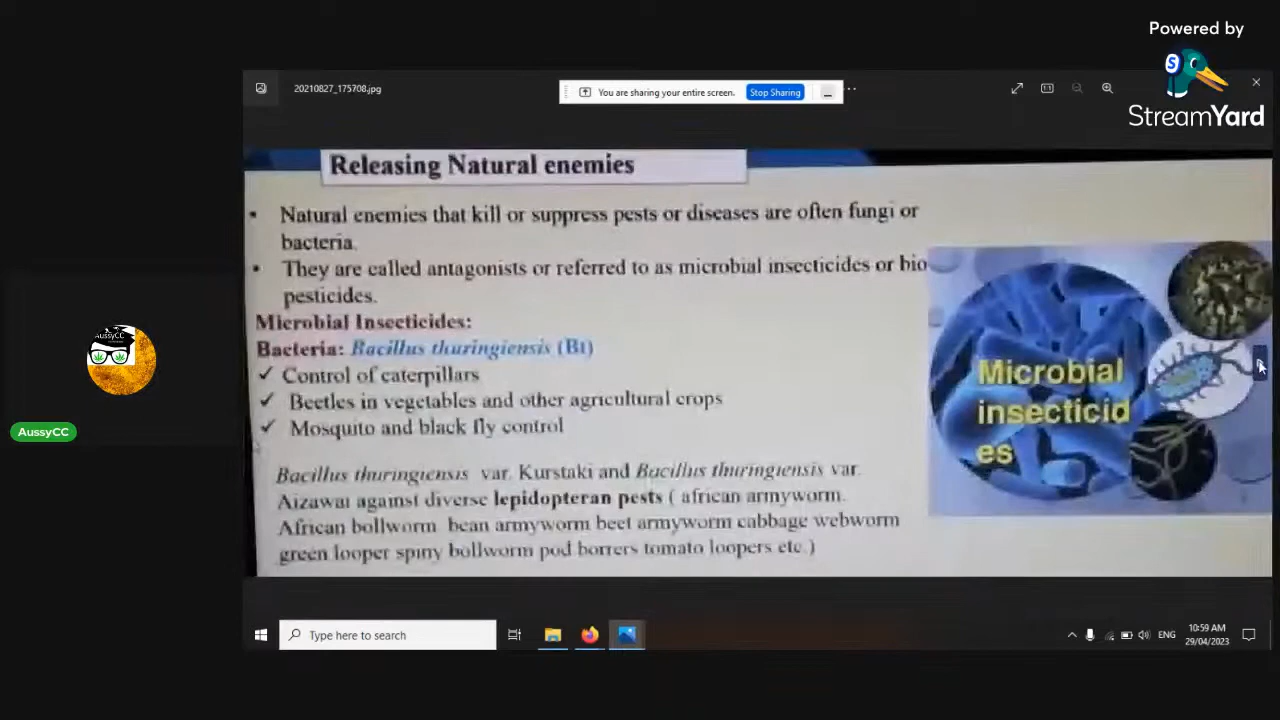 Powered by
StreamYard
20210827_175708.jpg
You are sharing your entire screen.
Stop Sharing
Releasing Natural enemies
• Natural enemies that kill or suppress pests or diseases are often fungi or
bacteria.
• They are called antagonists or referred to as microbial insecticides or bio
pesticides.
Microbial Insecticides:
Bacteria: Bacillus thuringiensis (Bt)
✓ Control of caterpillars
✓ Beetles in vegetables and other agricultural crops
✓ Mosquito and black fly control
Bacillus thuringiensis var. Kurstaki and Bacillus thuringiensis var.
Aizawai against diverse lepidopteran pests ( african armyworm.
African bollworm bean armyworm beet armyworm cabbage webworm
green looper spiny bollworm pod borrers tomato loopers etc.)
Microbial
insecticid
es
AussyCC
AussyCC
Type here to search
ENG
10:59 AM
29/04/2023